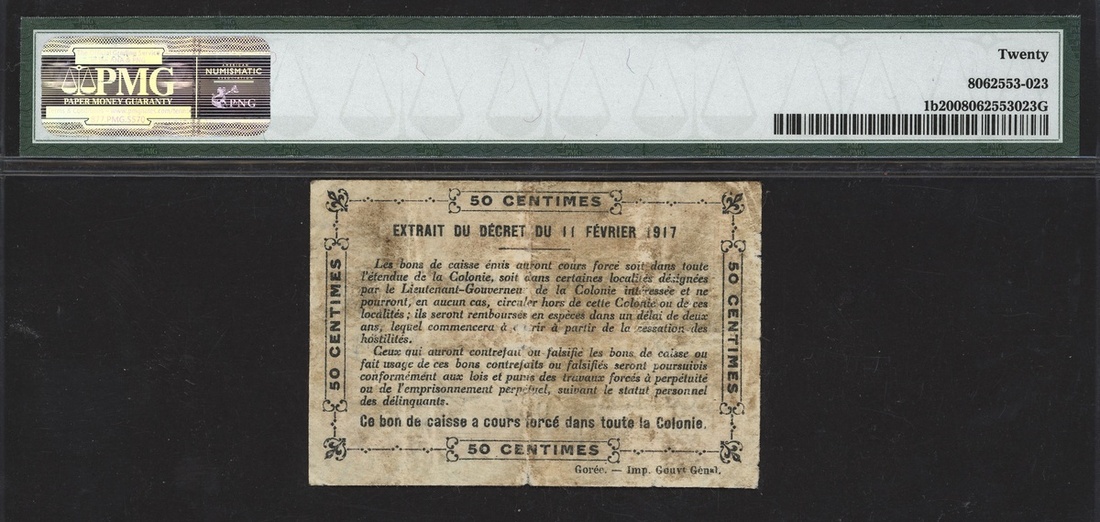 PMG
PAPER MONEY GUARANTY
NUMISMATIC
PNG
Twenty
8062553-023
1b2008062553023G
50 CENTIMES
EXTRAIT DU DÉCRET DU 11 FÉVRIER 1917
Les bons de caisse émis auront cours forcé soit dans toute
l'étendue de la Colonie, soit dans certaines localités désignées
par le Lieutenant-Gouverneu de la Colonie intéressée et ne
pourront, en aucun cas, circuler hors de cette Colonie ou de ces
localités ; ils seront remboursés en espèces dans un délai de deux
ans, lequel commencera à courir à partir de la cessation des
hostilités.
Ceux qui auront contrefait ou falsifié les bons de caisse ou
fait usage de ces bons contrefaits ou falsifiés seront poursuivis
conformément aux lois et punis des travaux forcés à perpétuité
ou de l'emprisonnement perpétuel, suivant le statut personnel
des délinquants.
Ce bon de caisse a cours forcé dans toute la Colonie.
50 CENTIMES
50 CENTIMES
50 CENTIMES
Gorée. — Imp. Gouvt Génal.